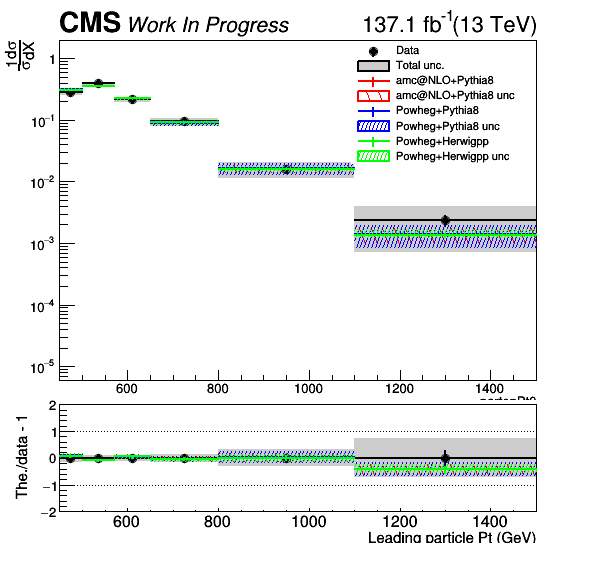 CMS Work In Progress 137.1 fb⁻¹(13 TeV)
1 dσ
σ dX
Data
Total unc.
amc@NLO+Pythia8
amc@NLO+Pythia8 unc
Powheg+Pythia8
Powheg+Pythia8 unc
Powheg+Herwigpp
Powheg+Herwigpp unc
1
10⁻¹
10⁻²
10⁻³
10⁻⁴
10⁻⁵
600 800 1000 1200 1400
The./data - 1
2
1
0
−1
−2
600 800 1000 1200 1400
Leading particle Pt (GeV)